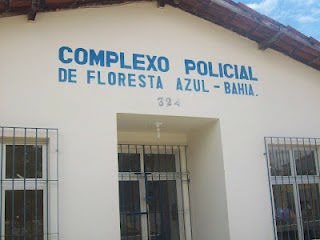 COMPLEXO POLICIAL
DE FLORESTA AZUL - BAHIA.
324